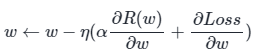 w ← w − η(α ∂R(w)/∂w + ∂Loss/∂w)